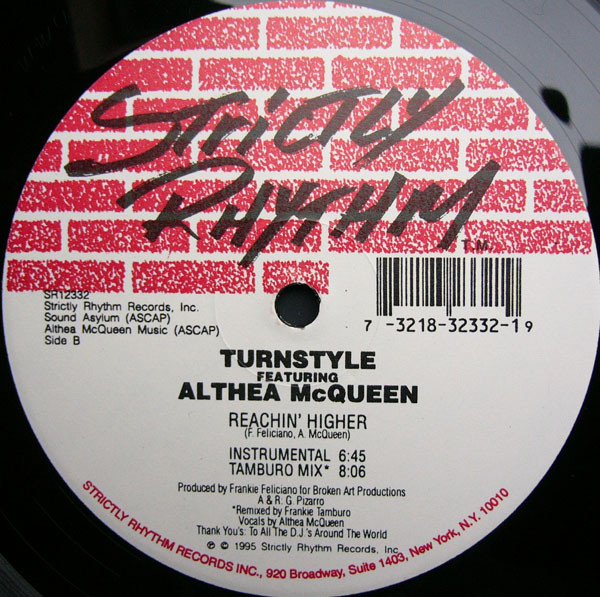 STRICTLY
RHYTHM
T.M.
SR12332
Strictly Rhythm Records, Inc.
Sound Asylum (ASCAP)
Althea McQueen Music (ASCAP)
Side B
7 -3218-32332-1 9
TURNSTYLE
FEATURING
ALTHEA McQUEEN
REACHIN' HIGHER
(F. Feliciano, A. McQueen)
INSTRUMENTAL 6:45
TAMBURO MIX* 8:06
Produced by Frankie Feliciano for Broken Art Productions
A & R: G. Pizarro
*Remixed by Frankie Tamburo
Vocals by Althea McQueen
Thank You's: To All The D.J.'s Around The World
℗ © 1995 Strictly Rhythm Records, Inc.
STRICTLY RHYTHM RECORDS INC., 920 Broadway, Suite 1403, New York, N.Y. 10010